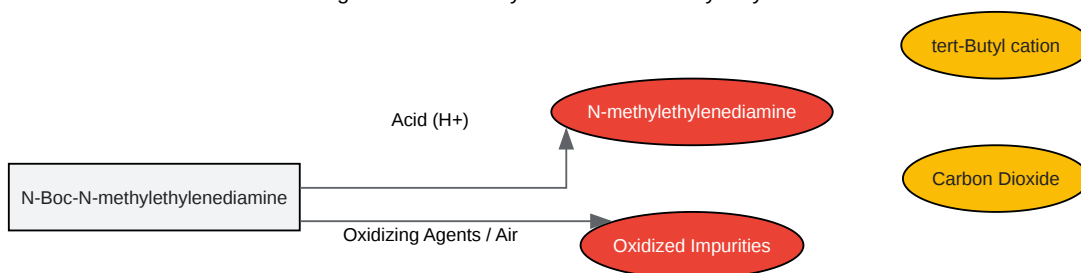 tert-Butyl cation
N-methylethylenediamine
Acid (H+)
Carbon Dioxide
N-Boc-N-methylethylenediamine
Oxidizing Agents / Air
Oxidized Impurities